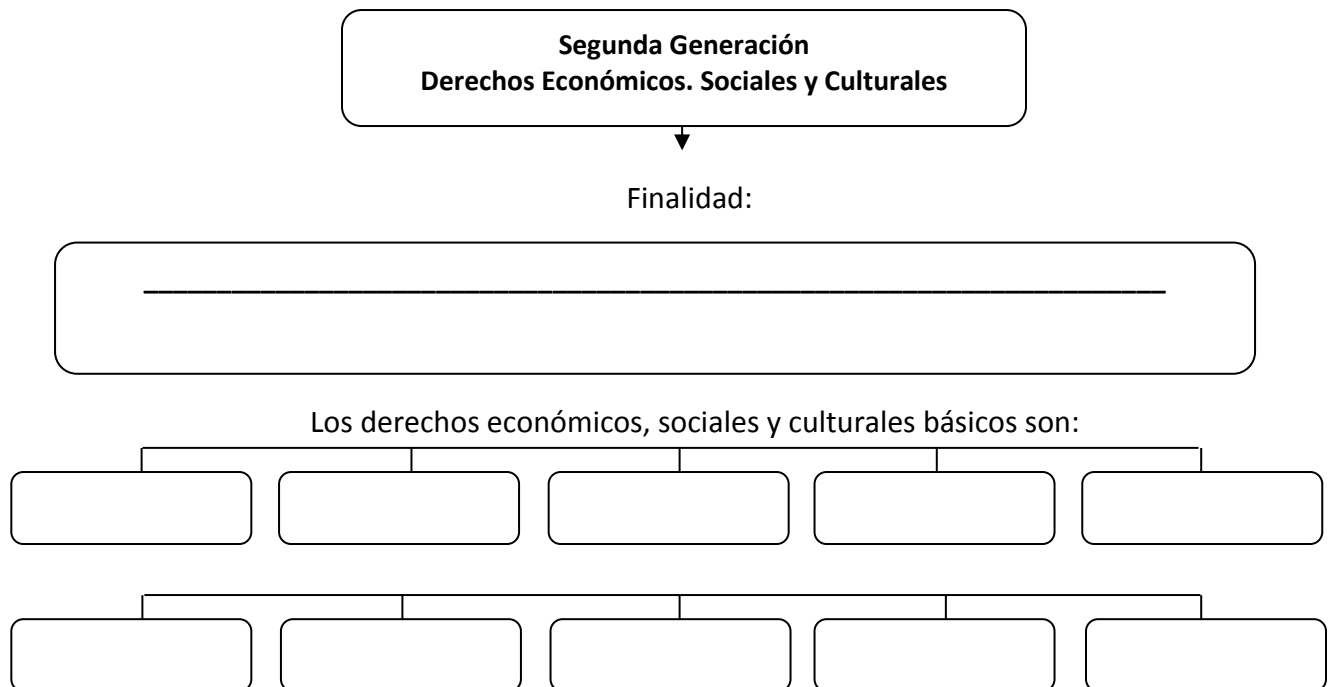 Segunda Generación
Derechos Económicos. Sociales y Culturales
Finalidad:
Los derechos económicos, sociales y culturales básicos son: